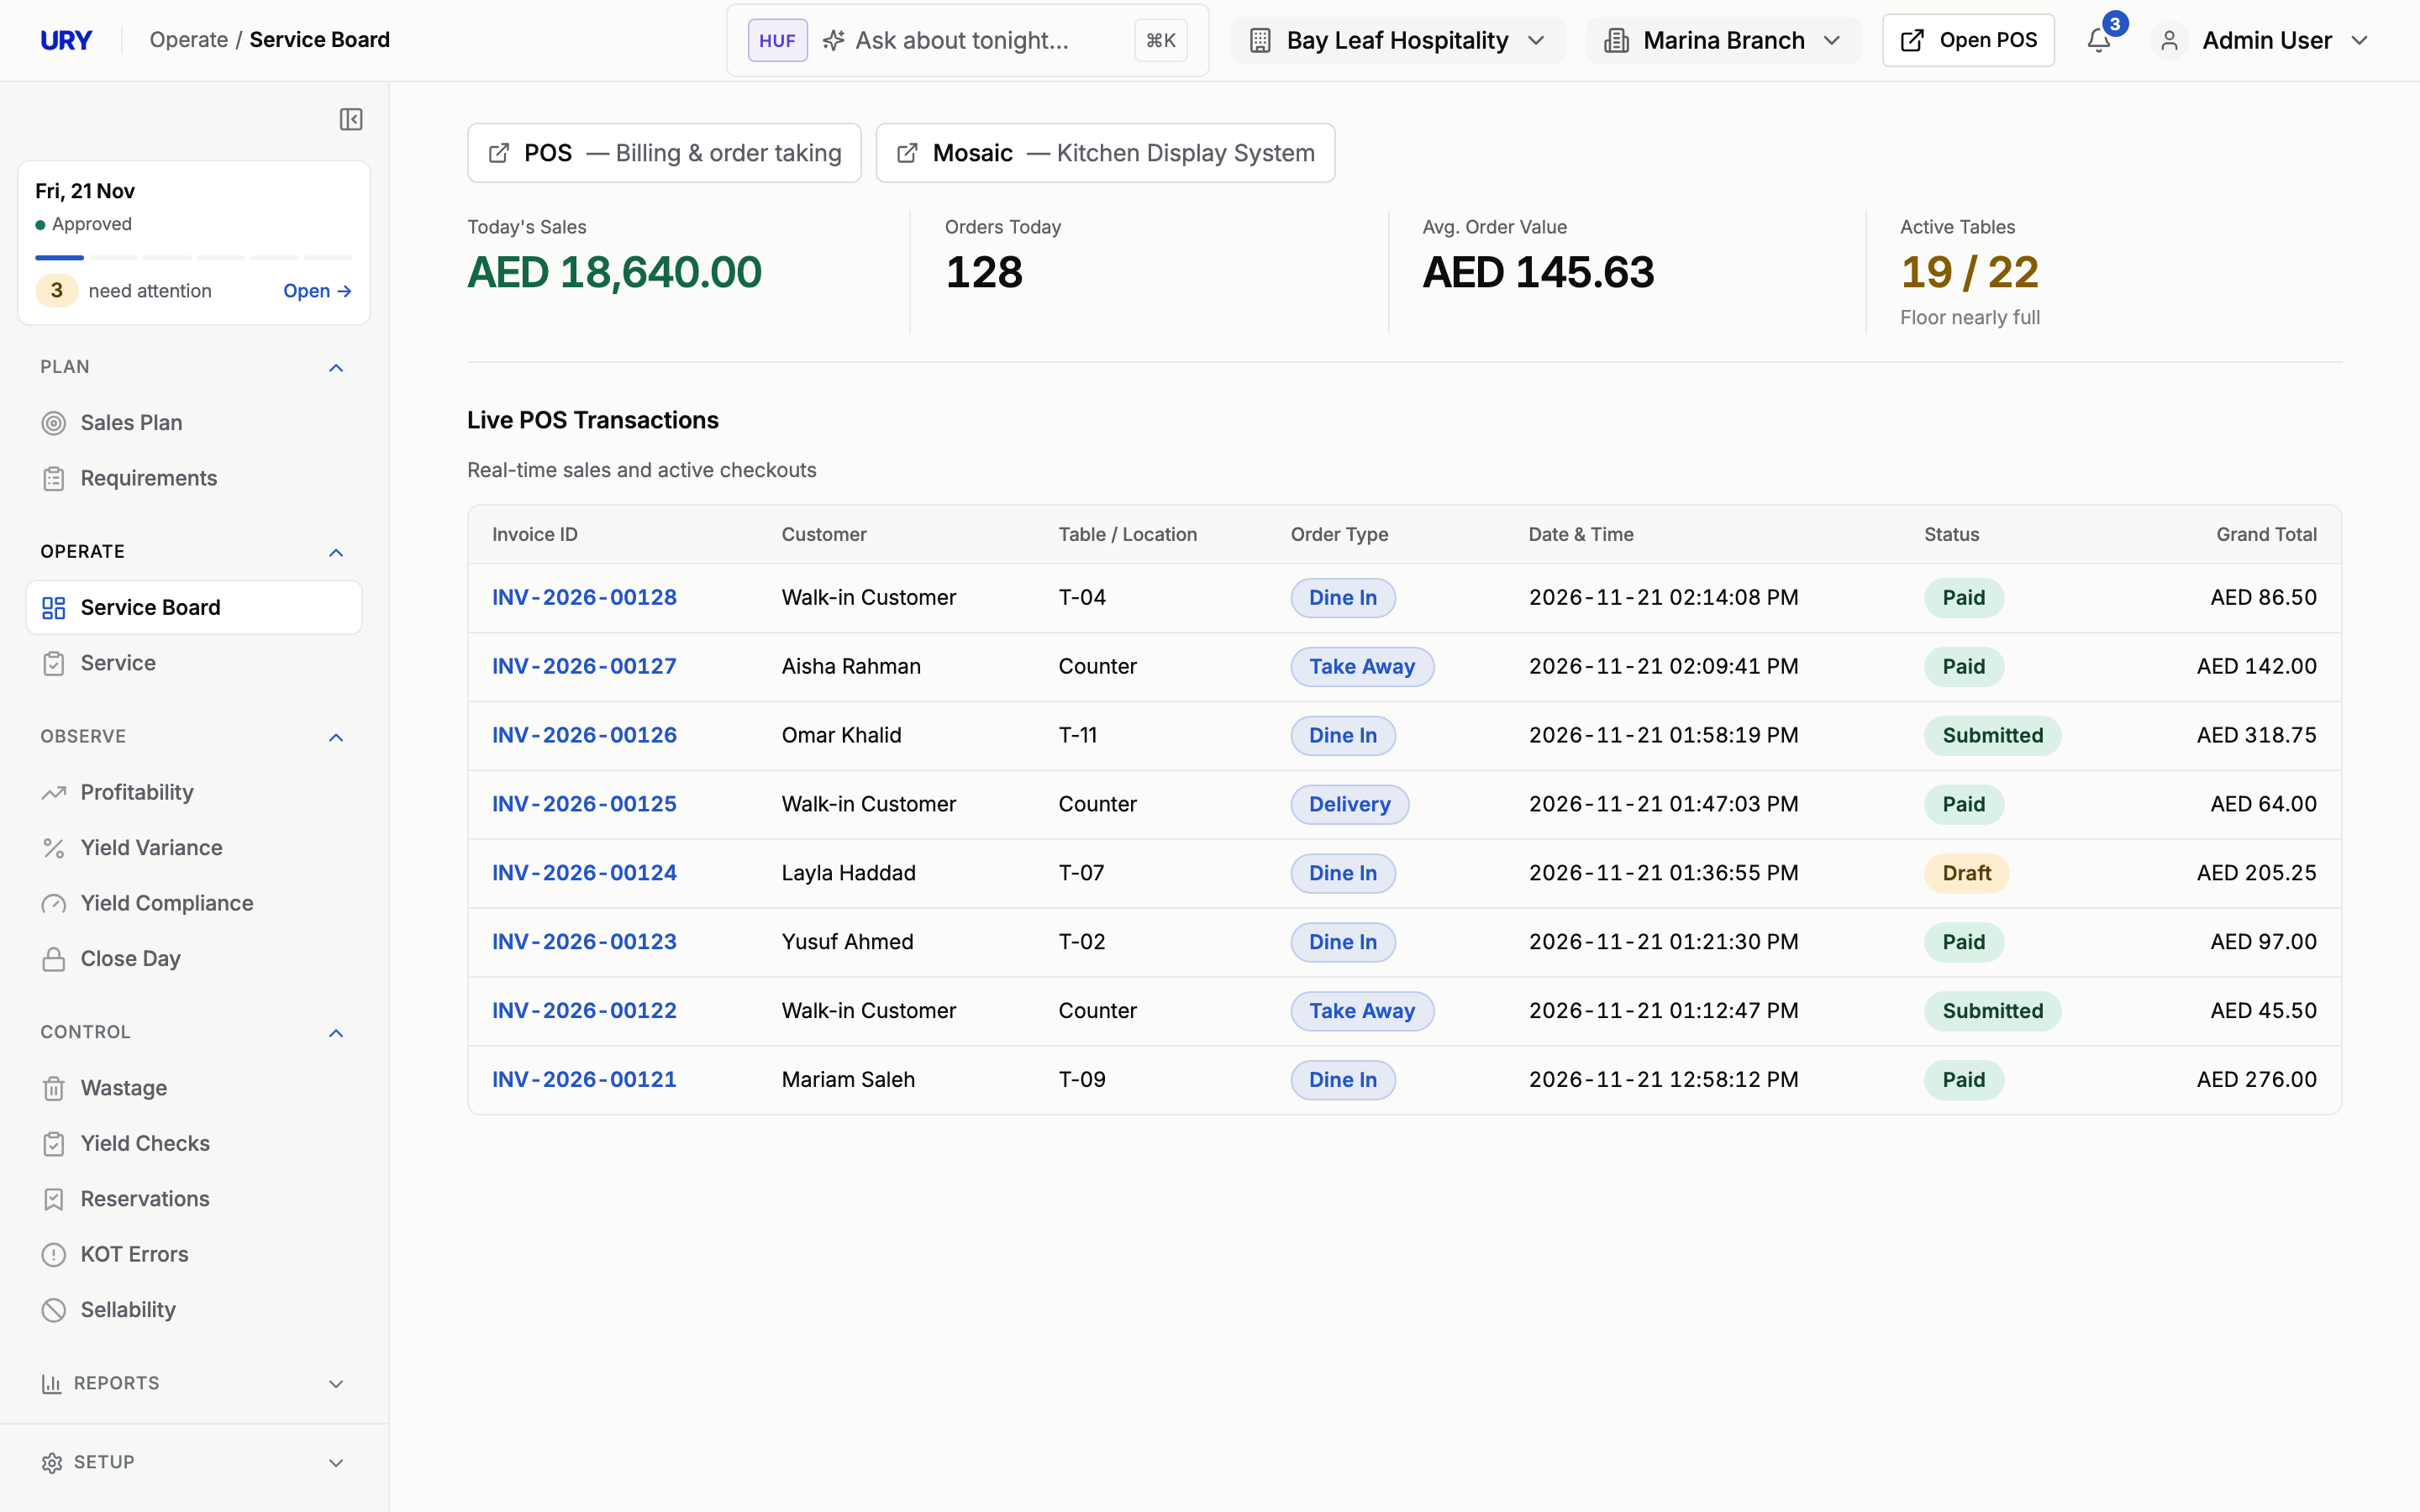 URY
Operate / Service Board
HUF Ask about tonight... ⌘K
Bay Leaf Hospitality
Marina Branch
Open POS
3
Admin User
Fri, 21 Nov
Approved
3 need attention Open →
PLAN
Sales Plan
Requirements
OPERATE
Service Board
Service
OBSERVE
Profitability
Yield Variance
Yield Compliance
Close Day
CONTROL
Wastage
Yield Checks
Reservations
KOT Errors
Sellability
REPORTS
SETUP
POS — Billing & order taking
Mosaic — Kitchen Display System
Today's Sales
AED 18,640.00
Orders Today
128
Avg. Order Value
AED 145.63
Active Tables
19 / 22
Floor nearly full
Live POS Transactions
Real-time sales and active checkouts
Invoice ID Customer Table / Location Order Type Date & Time Status Grand Total
INV-2026-00128 Walk-in Customer T-04 Dine In 2026-11-21 02:14:08 PM Paid AED 86.50
INV-2026-00127 Aisha Rahman Counter Take Away 2026-11-21 02:09:41 PM Paid AED 142.00
INV-2026-00126 Omar Khalid T-11 Dine In 2026-11-21 01:58:19 PM Submitted AED 318.75
INV-2026-00125 Walk-in Customer Counter Delivery 2026-11-21 01:47:03 PM Paid AED 64.00
INV-2026-00124 Layla Haddad T-07 Dine In 2026-11-21 01:36:55 PM Draft AED 205.25
INV-2026-00123 Yusuf Ahmed T-02 Dine In 2026-11-21 01:21:30 PM Paid AED 97.00
INV-2026-00122 Walk-in Customer Counter Take Away 2026-11-21 01:12:47 PM Submitted AED 45.50
INV-2026-00121 Mariam Saleh T-09 Dine In 2026-11-21 12:58:12 PM Paid AED 276.00